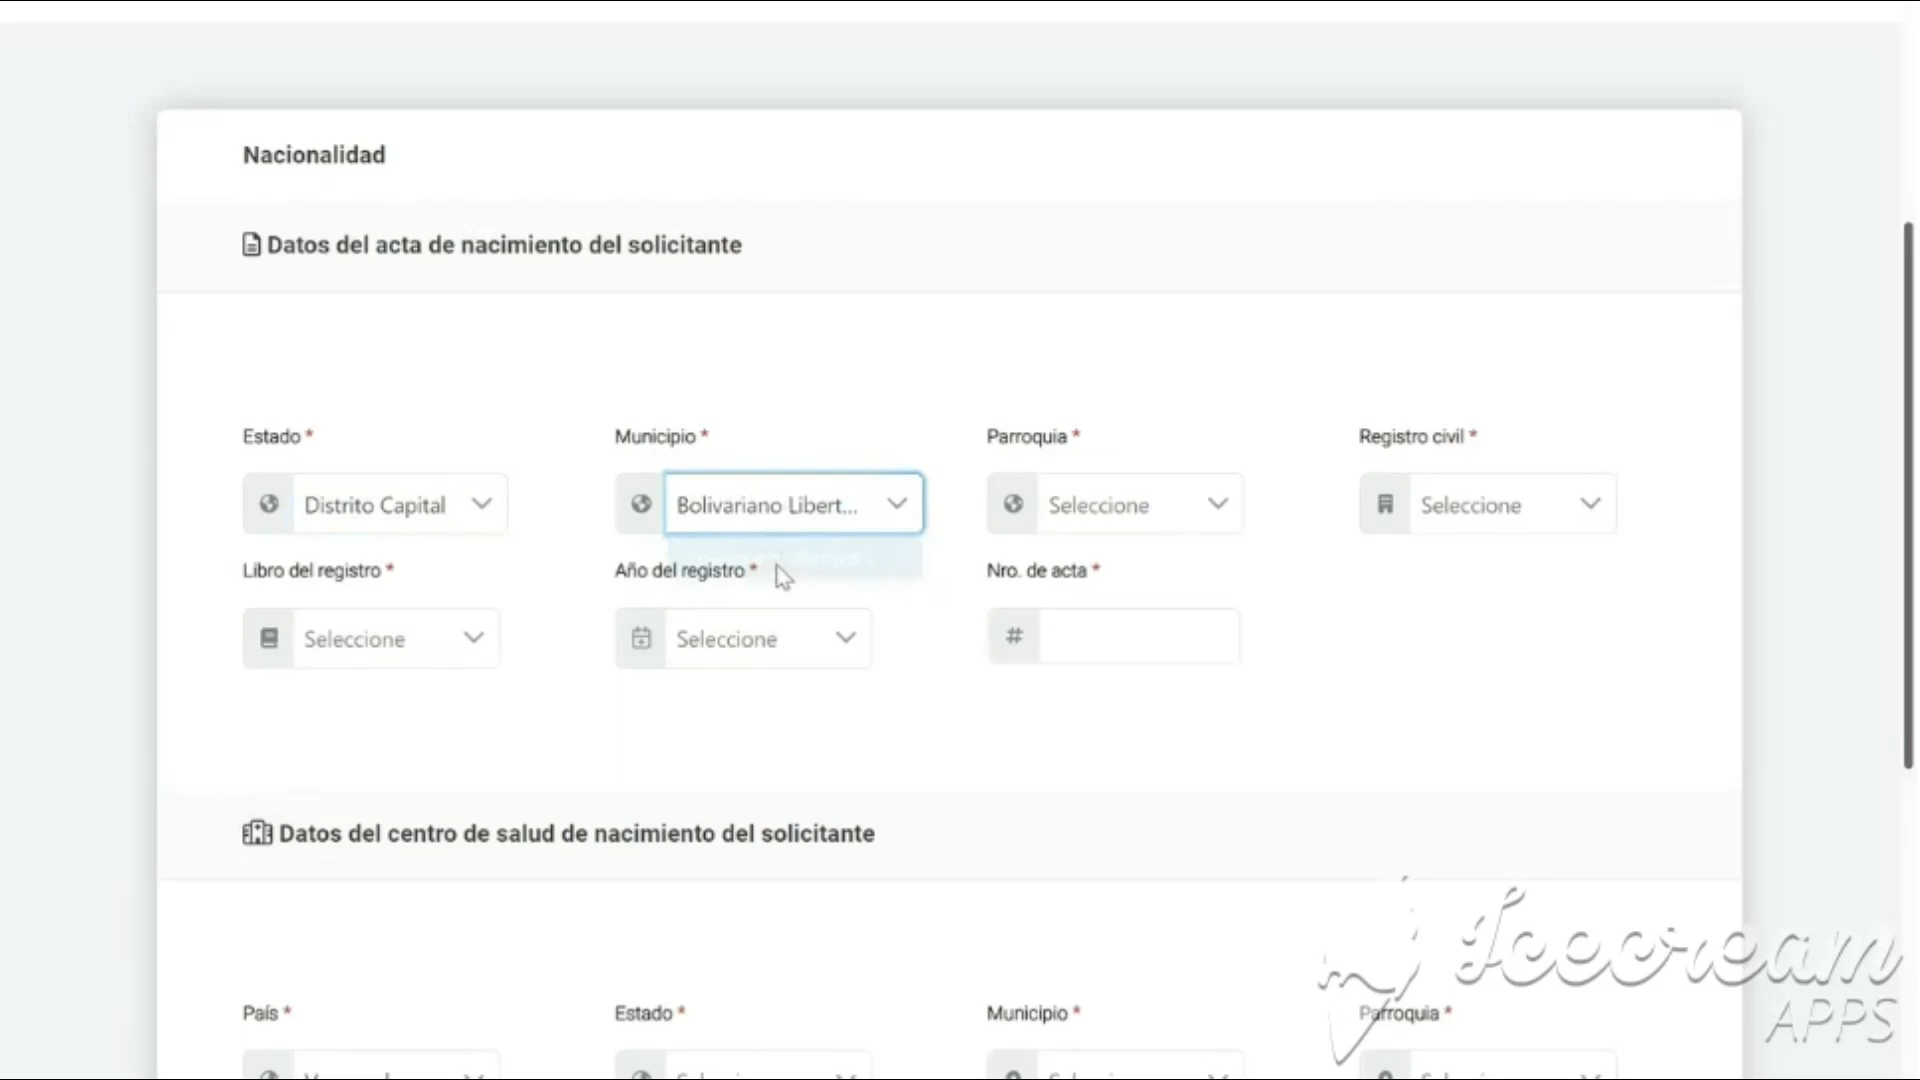 Nacionalidad
Datos del acta de nacimiento del solicitante
Estado * Municipio * Parroquia * Registro civil *
Distrito Capital Bolivariano Libert... Seleccione Seleccione
Libro del registro * Año del registro * Nro. de acta *
Seleccione Seleccione #
Datos del centro de salud de nacimiento del solicitante
País * Estado * Municipio * Parroquia *
Icecream
APPS